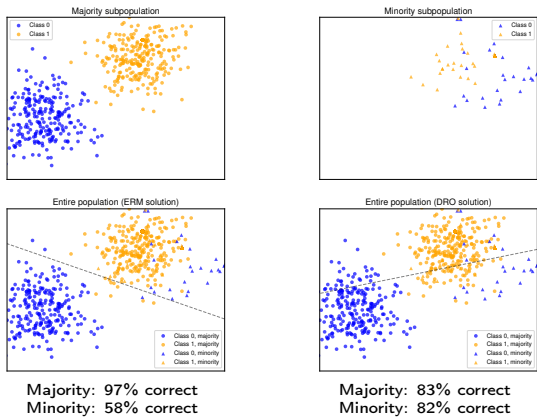 Majority subpopulation
Class 0
Class 1
Minority subpopulation
Class 0
Class 1
Entire population (ERM solution)
Class 0, majority
Class 1, majority
Class 0, minority
Class 1, minority
Entire population (DRO solution)
Class 0, majority
Class 1, majority
Class 0, minority
Class 1, minority
Majority: 97% correct
Minority: 58% correct
Majority: 83% correct
Minority: 82% correct